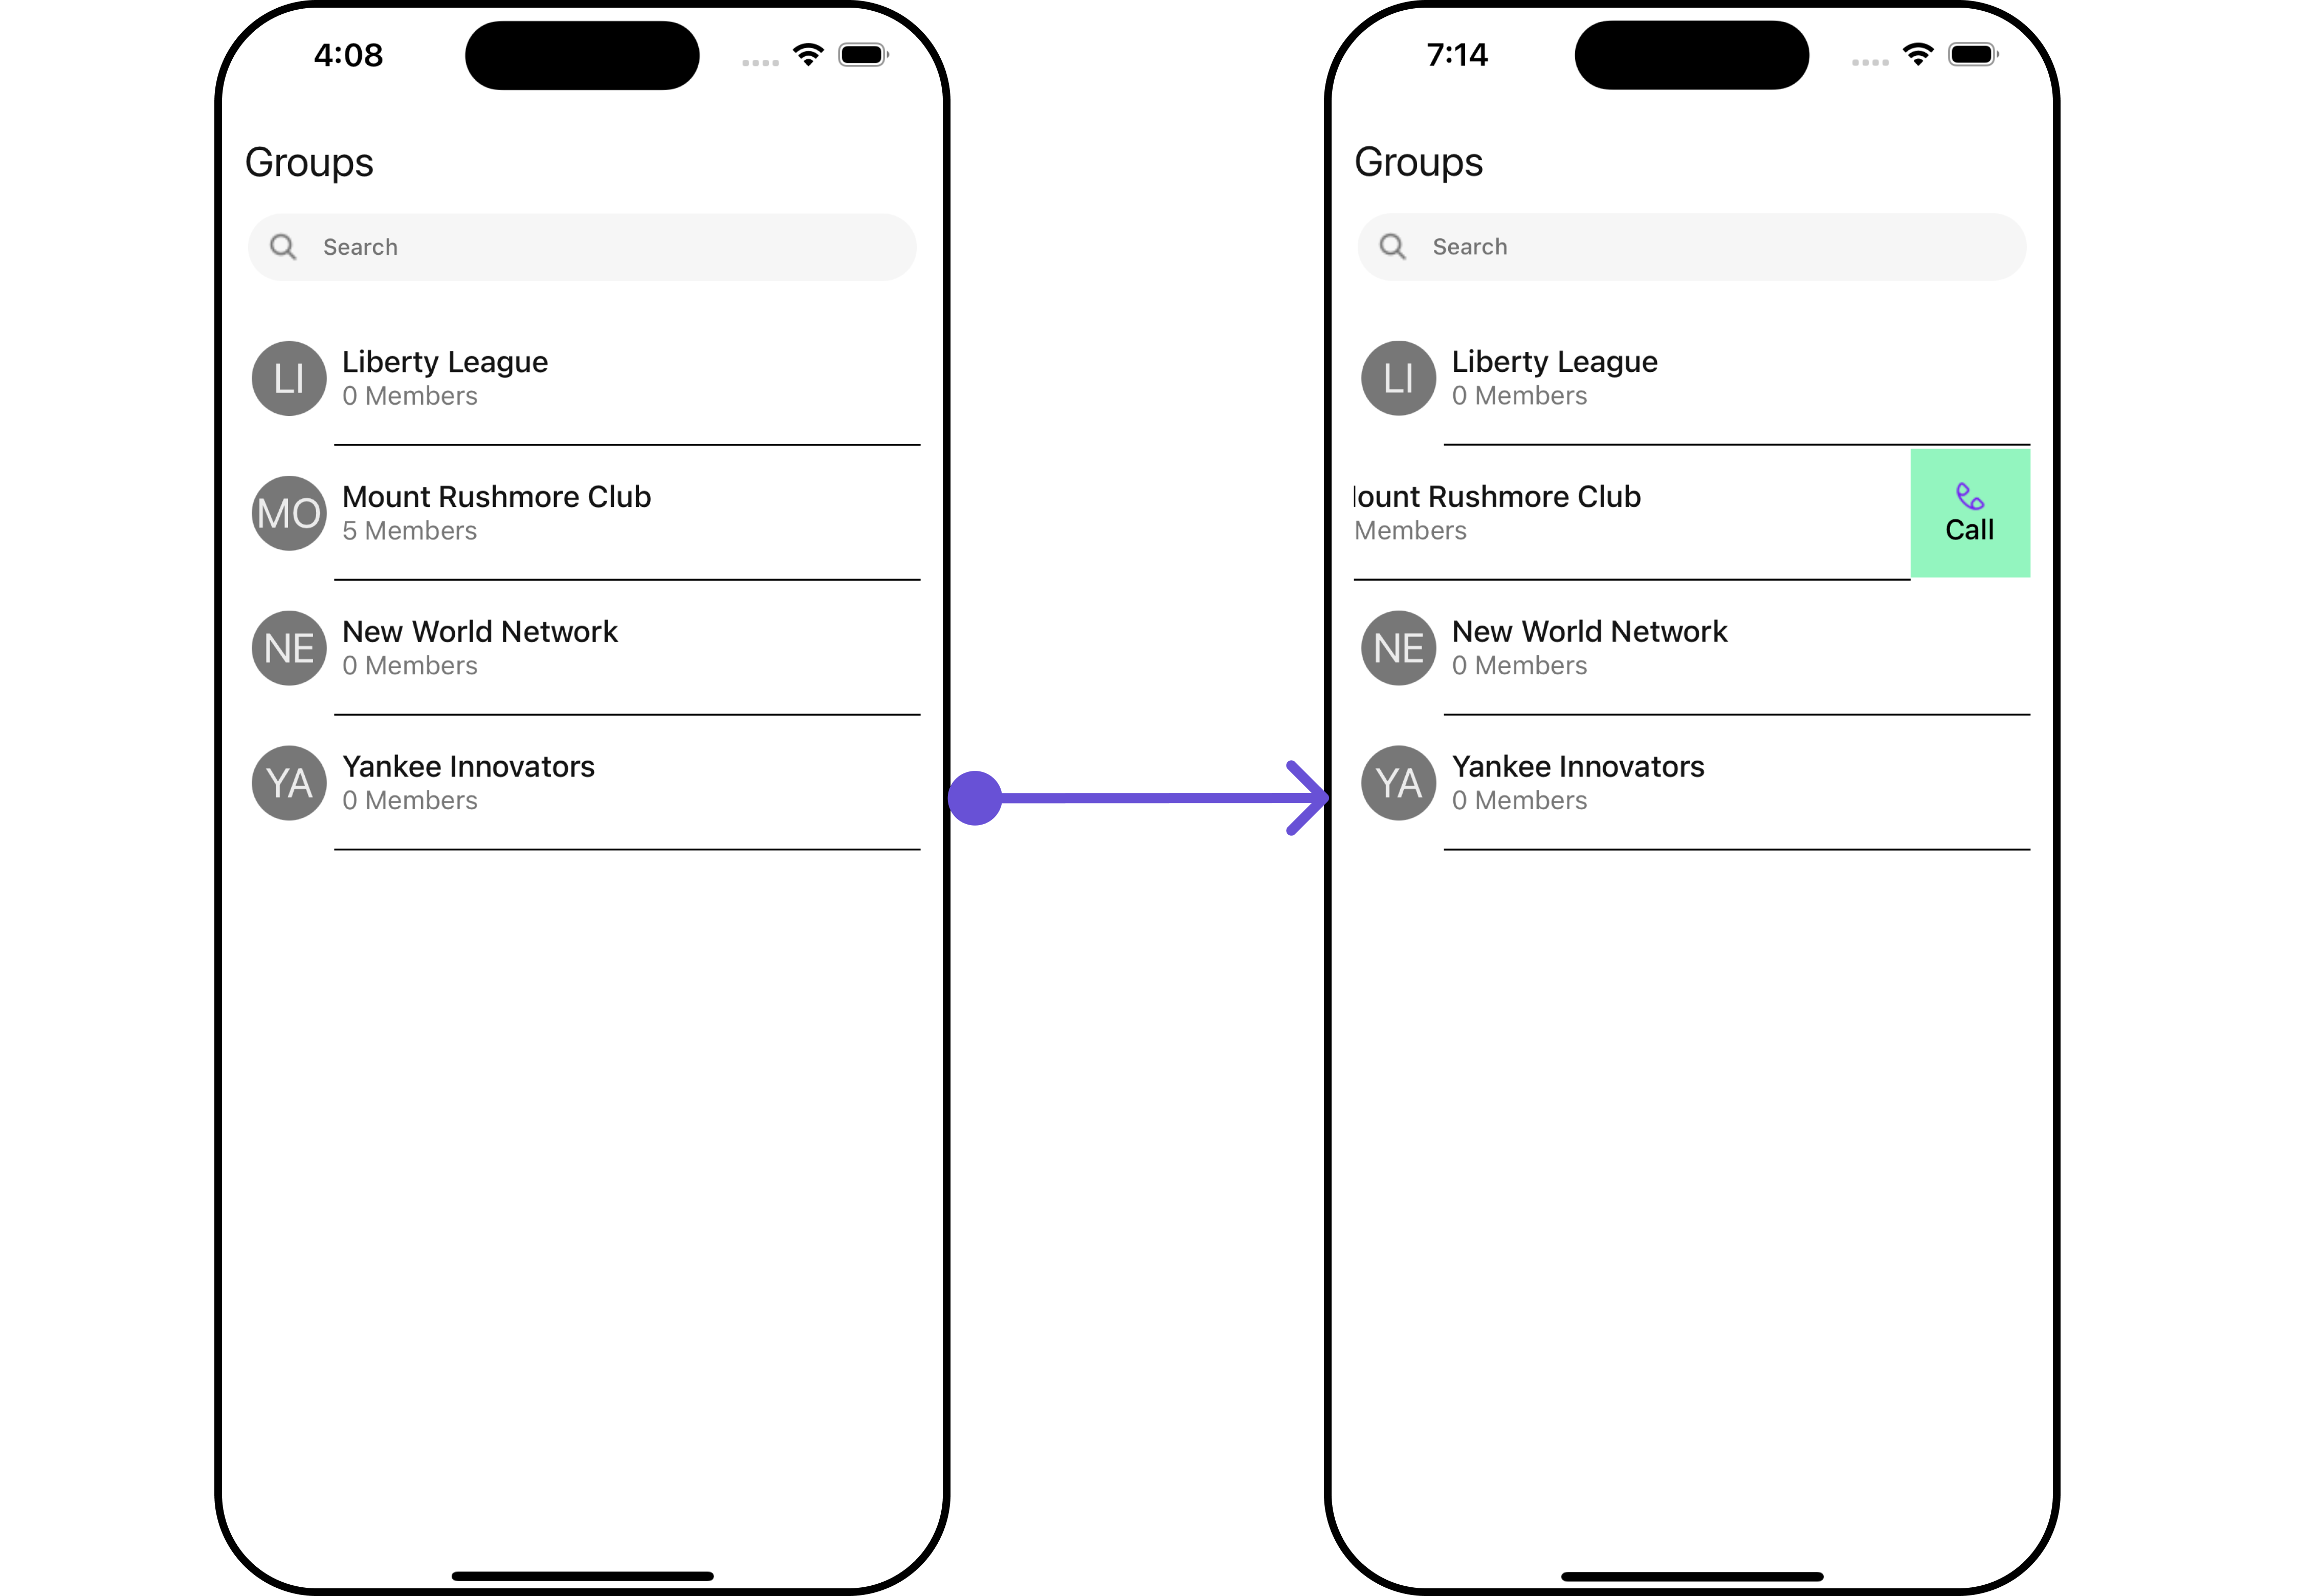 4:08
Groups
Search
LI
Liberty League
0 Members
MO
Mount Rushmore Club
5 Members
NE
New World Network
0 Members
YA
Yankee Innovators
0 Members
7:14
Groups
Search
LI
Liberty League
0 Members
ount Rushmore Club
Members
Call
NE
New World Network
0 Members
YA
Yankee Innovators
0 Members